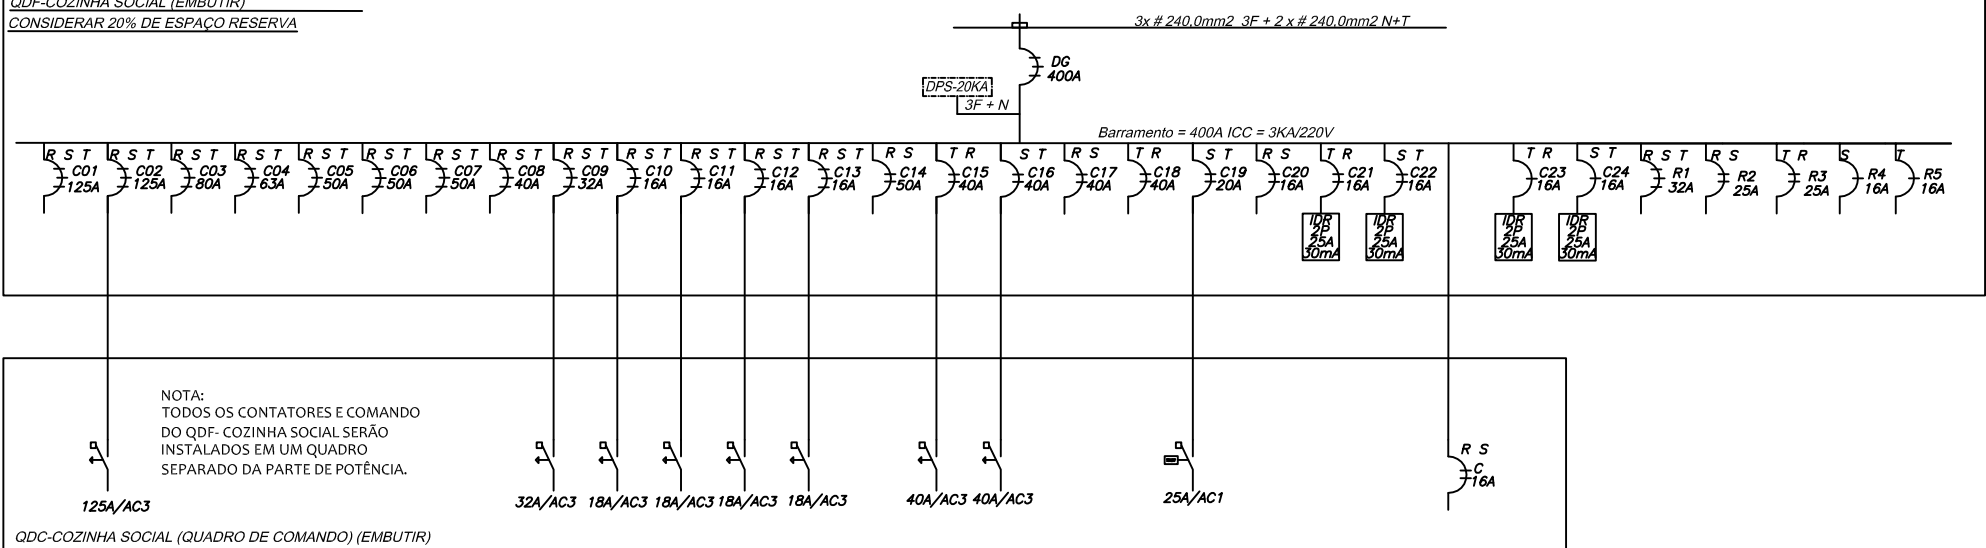 QDF-COZINHA SOCIAL (EMBUTIR)
CONSIDERAR 20% DE ESPAÇO RESERVA
3x # 240,0mm2 3F + 2 x # 240,0mm2 N+T
DG
400A
DPS-20KA
3F + N
Barramento = 400A ICC = 3KA/220V
R S T
C01
125A
R S T
C02
125A
R S T
C03
80A
R S T
C04
63A
R S T
C05
50A
R S T
C06
50A
R S T
C07
50A
R S T
C08
40A
R S T
C09
32A
R S T
C10
16A
R S T
C11
16A
R S T
C12
16A
R S T
C13
16A
R S
C14
50A
T R
C15
40A
S T
C16
40A
R S
C17
40A
T R
C18
40A
S T
C19
20A
R S
C20
16A
T R
C21
16A
IDR
2P
25A
30mA
S T
C22
16A
IDR
2P
25A
30mA
T R
C23
16A
IDR
2P
25A
30mA
S T
C24
16A
IDR
2P
25A
30mA
R S T
R1
32A
R S
R2
25A
T R
R3
25A
S
R4
16A
T
R5
16A
NOTA:
TODOS OS CONTATORES E COMANDO
DO QDF- COZINHA SOCIAL SERÃO
INSTALADOS EM UM QUADRO
SEPARADO DA PARTE DE POTÊNCIA.
125A/AC3
32A/AC3
18A/AC3
18A/AC3
18A/AC3
18A/AC3
40A/AC3
40A/AC3
25A/AC1
R S
C
16A
QDC-COZINHA SOCIAL (QUADRO DE COMANDO) (EMBUTIR)